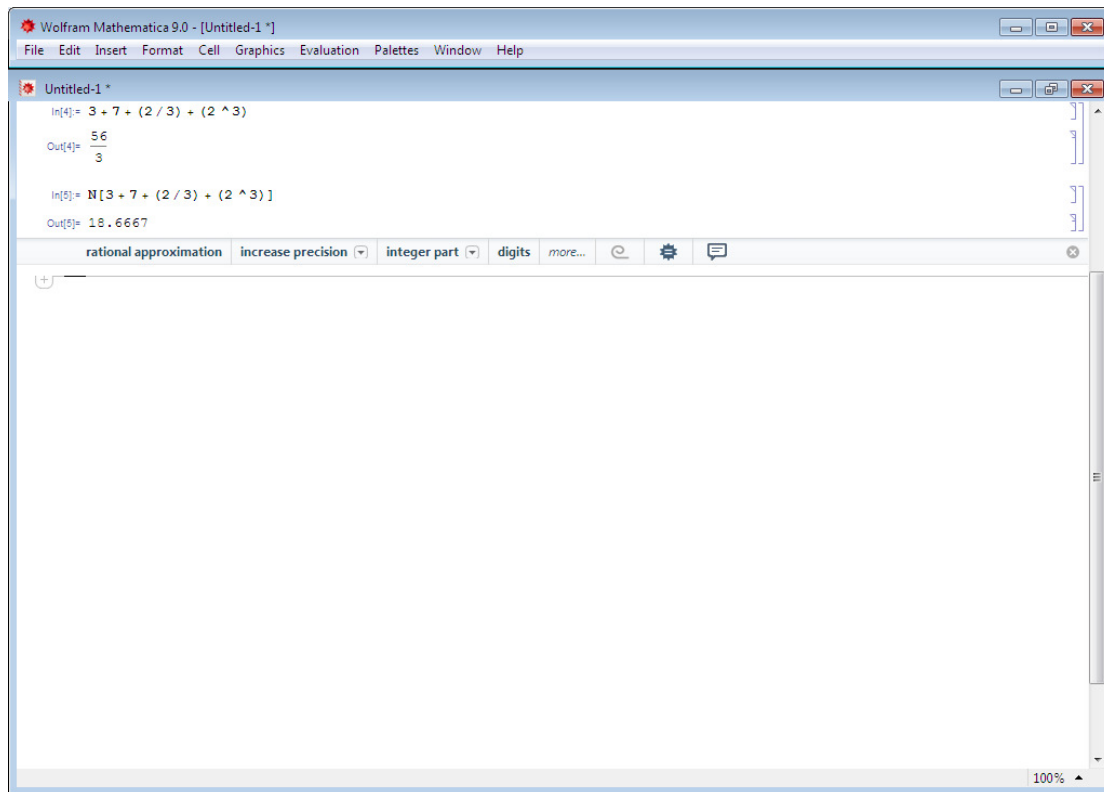 Wolfram Mathematica 9.0 - [Untitled-1 *]
File Edit Insert Format Cell Graphics Evaluation Palettes Window Help
Untitled-1 *
In[4]:= 3 + 7 + (2 / 3) + (2 ^ 3)
Out[4]= 56
3
In[5]:= N[3 + 7 + (2 / 3) + (2 ^ 3)]
Out[5]= 18.6667
rational approximation increase precision integer part digits more...
100%